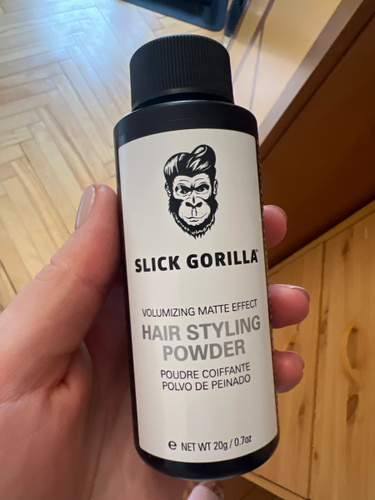 SLICK GORILLA™
VOLUMIZING MATTE EFFECT
HAIR STYLING
POWDER
POUDRE COIFFANTE
POLVO DE PEINADO
℮ NET WT 20g / 0.7oz